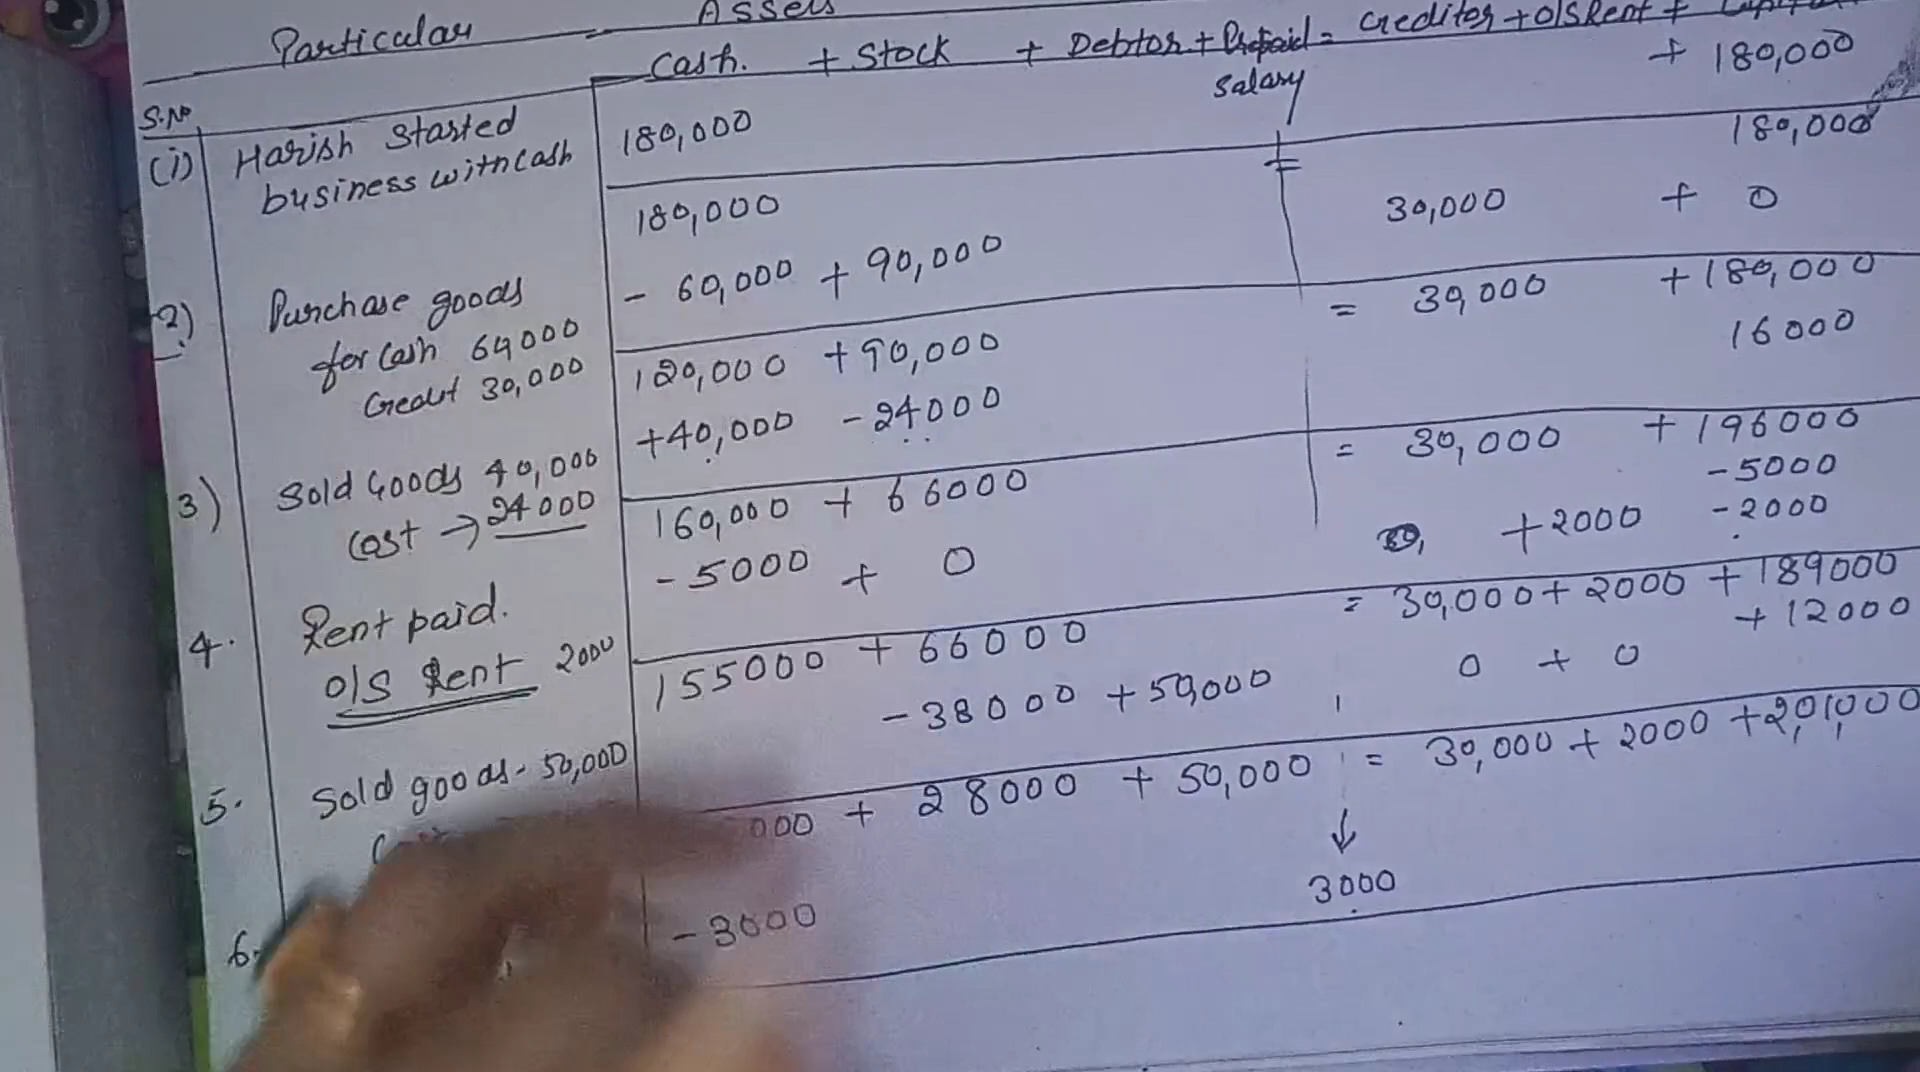 Particular = Assets
Cash. + Stock + Debtor + Prepaid = Creditor + O/S Rent +
Salary
+ 180,000
S.No
(i) Harish Started 180,000
business with cash
180,000 180,000
2) Purchase goods - 60,000 + 90,000 30,000 + 0
for cash 60,000 120,000 + 90,000 = 30,000 + 180,000
Credit 30,000 +40,000 - 24000 16000
3) Sold Goods 40,000 160,000 + 66000 = 30,000 + 196000
Cost → 24000 - 5000 + 0 +2000 -5000
-2000
4. Rent paid.
O/S Rent 2000 155000 + 66000 = 30,000 + 2000 + 189000
- 38000 + 50,000 0 + 0 + 12000
5. Sold goods - 50,000 000 + 28000 + 50,000 = 30,000 + 2000 + 201,000
↓
6. - 3000 3000